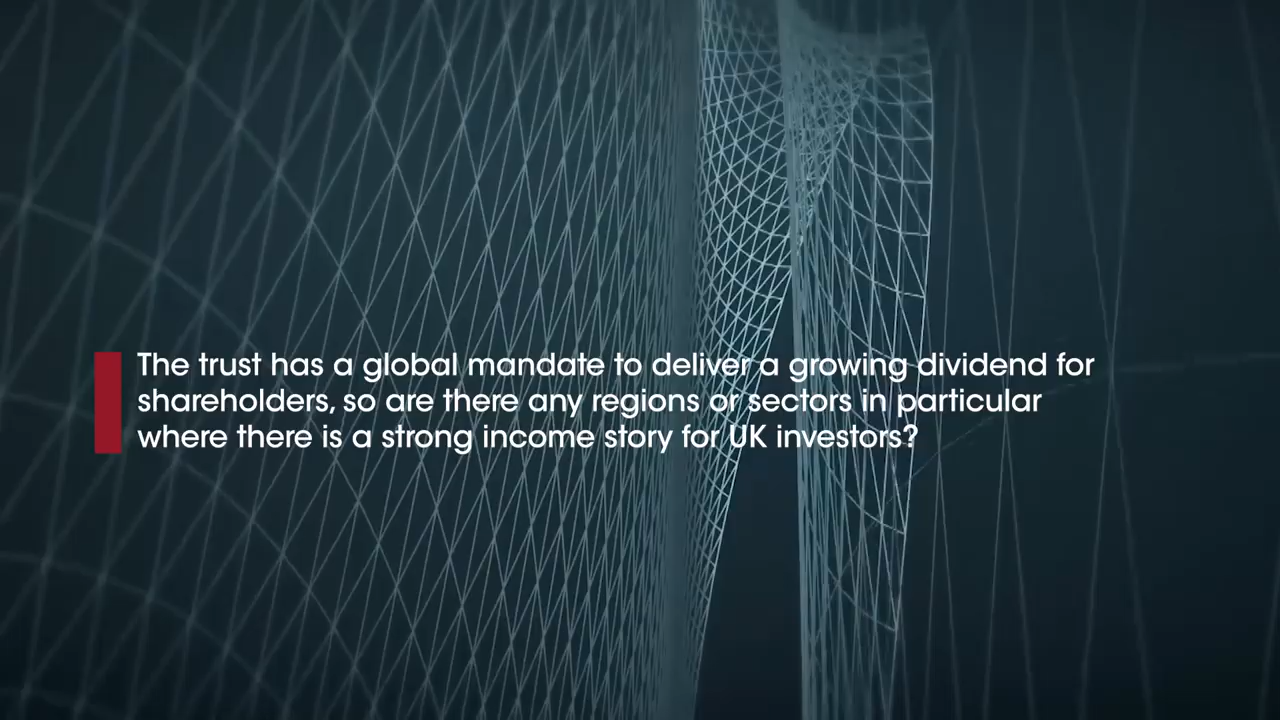 The trust has a global mandate to deliver a growing dividend for
shareholders, so are there any regions or sectors in particular
where there is a strong income story for UK investors?